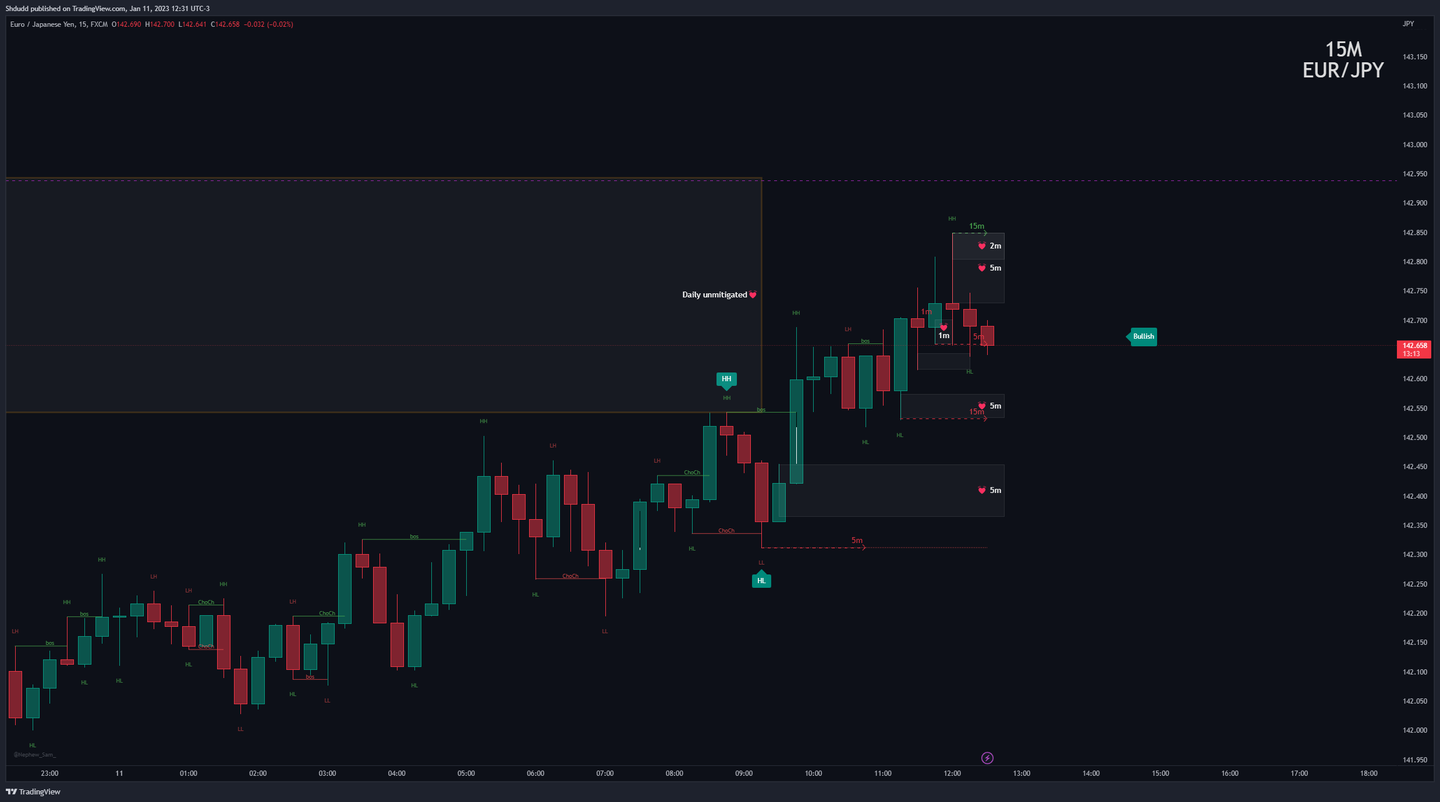 Shdudd published on TradingView.com, Jan 11, 2023 12:31 UTC-3
Euro / Japanese Yen, 15, FXCM O142.690 H142.700 L142.641 C142.658 −0.032 (−0.02%)
JPY
15M
EUR/JPY
143.150
143.100
143.050
143.000
142.950
142.900
142.850
142.800
142.750
142.700
142.658
13:13
142.600
142.550
142.500
142.450
142.400
142.350
142.300
142.250
142.200
142.150
142.100
142.050
142.000
141.950
HH
15m
2m
5m
Daily unmitigated
HH
1m
LH
1m
5m
Bullish
bos
HL
HH
HH
5m
bos
15m
HH
HL
HL
LH
LH
ChoCh
5m
HH
ChoCh
bos
5m
HL
HH
LL
LH
ChoCh
HL
HL
LH
HH
HH
LH
ChoCh
LH
ChoCh
bos
LL
LH
bos
ChoCh
HL
HL
HL
bos
HL
HL
LL
LL
HL
@Nephew_Sam_
23:00 11 01:00 02:00 03:00 04:00 05:00 06:00 07:00 08:00 09:00 10:00 11:00 12:00 13:00 14:00 15:00 16:00 17:00 18:00
TradingView